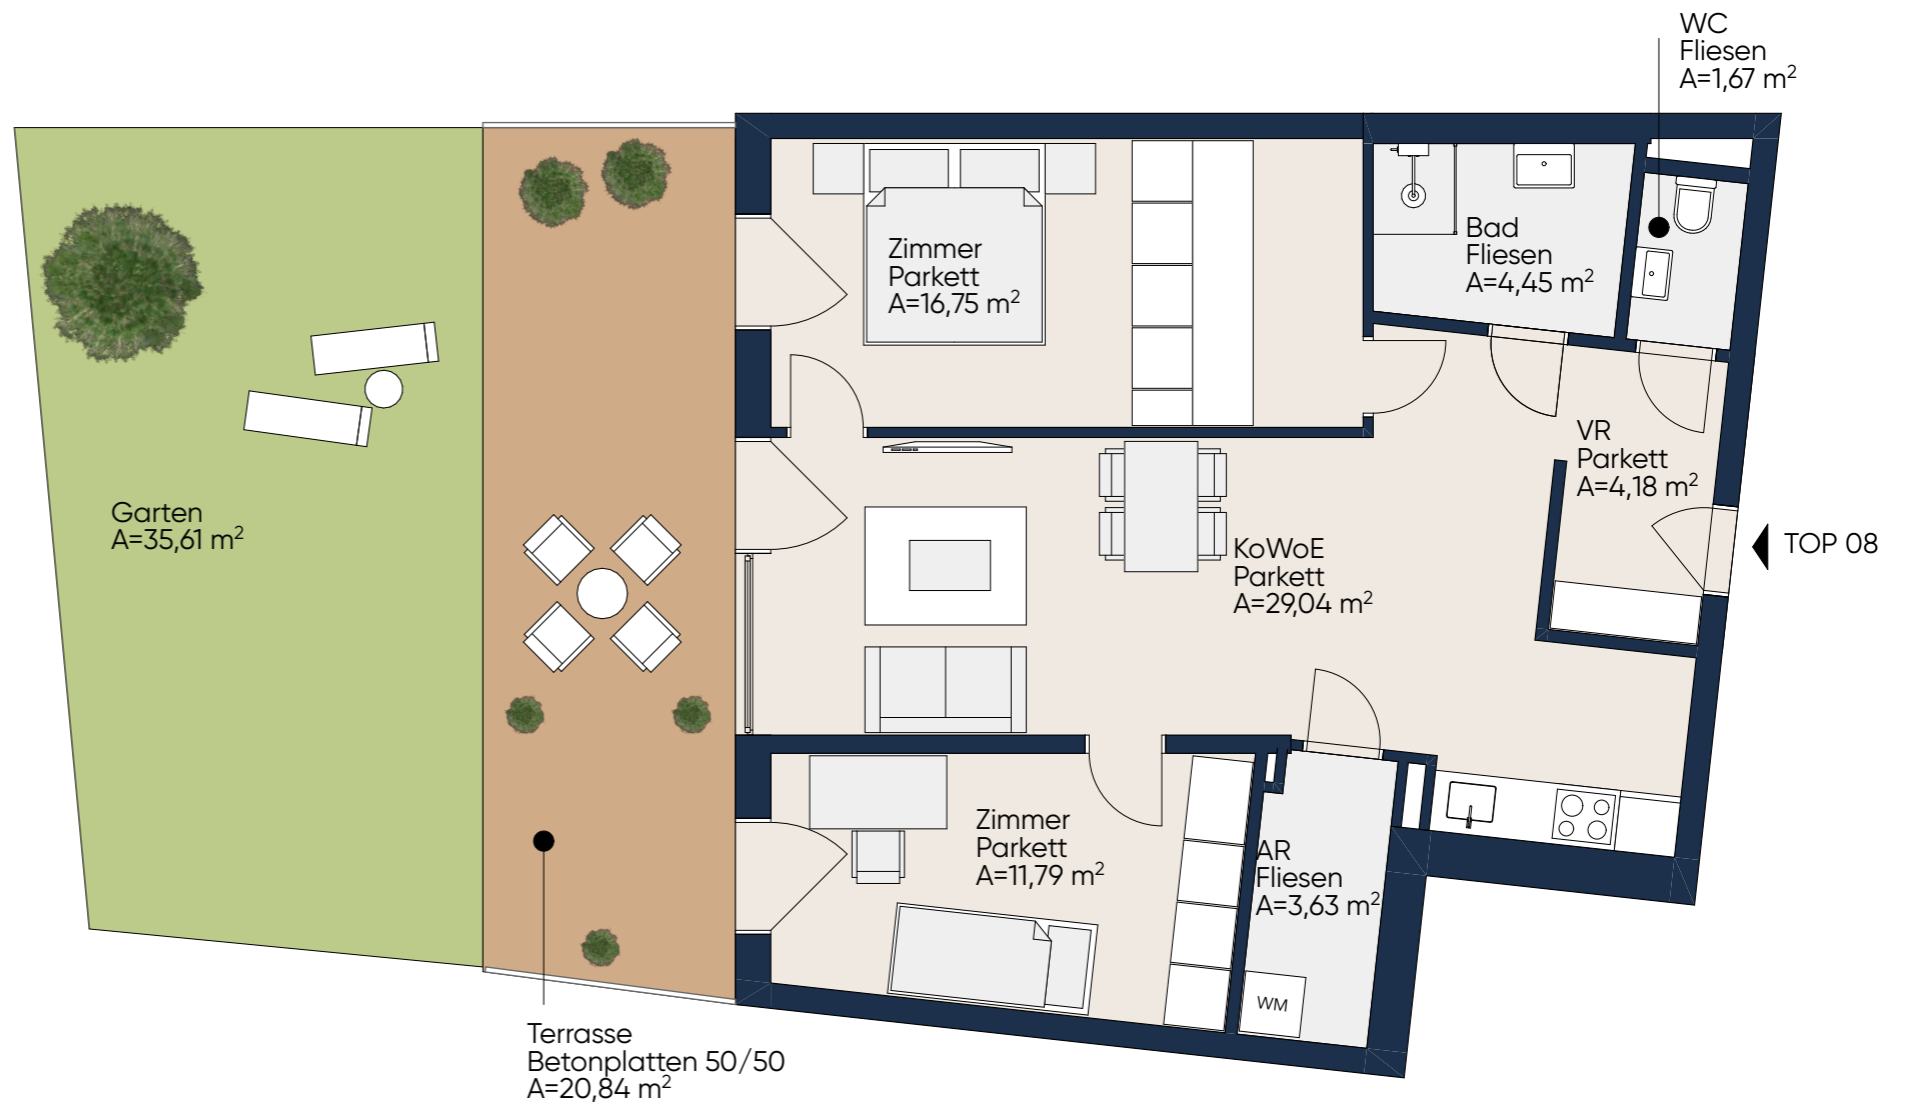 WC
Fliesen
A=1,67 m²
Zimmer
Parkett
A=16,75 m²
Bad
Fliesen
A=4,45 m²
VR
Parkett
A=4,18 m²
Garten
A=35,61 m²
KoWoE
Parkett
A=29,04 m²
TOP 08
Zimmer
Parkett
A=11,79 m²
AR
Fliesen
A=3,63 m²
WM
Terrasse
Betonplatten 50/50
A=20,84 m²